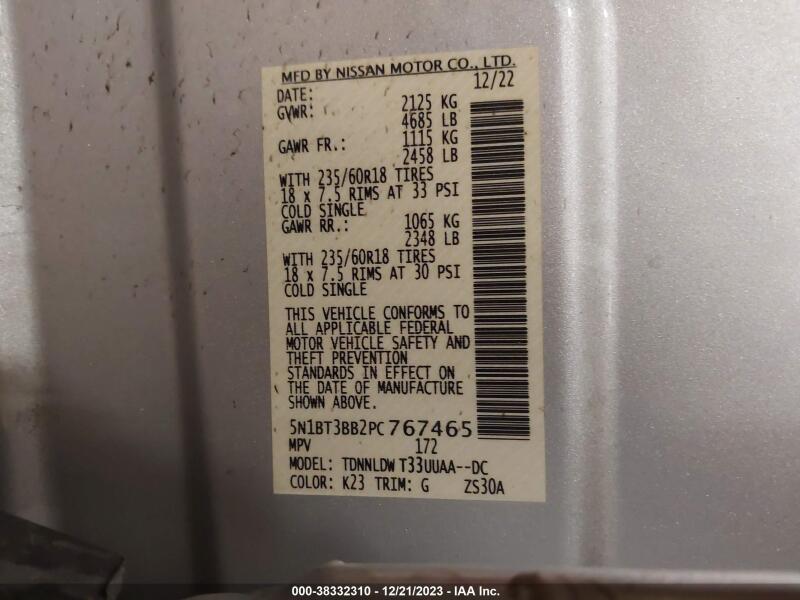 MFD BY NISSAN MOTOR CO., LTD.
DATE: 12/22
GVWR: 2125 KG
4685 LB
GAWR FR.: 1115 KG
2458 LB
WITH 235/60R18 TIRES
18 x 7.5 RIMS AT 33 PSI
COLD SINGLE
GAWR RR.: 1065 KG
2348 LB
WITH 235/60R18 TIRES
18 x 7.5 RIMS AT 30 PSI
COLD SINGLE
THIS VEHICLE CONFORMS TO
ALL APPLICABLE FEDERAL
MOTOR VEHICLE SAFETY AND
THEFT PREVENTION
STANDARDS IN EFFECT ON
THE DATE OF MANUFACTURE
SHOWN ABOVE.
5N1BT3BB2PC767465
MPV 172
MODEL: TDNNLDW T33UUAA--DC
COLOR: K23 TRIM: G ZS30A
000-38332310 - 12/21/2023 - IAA Inc.